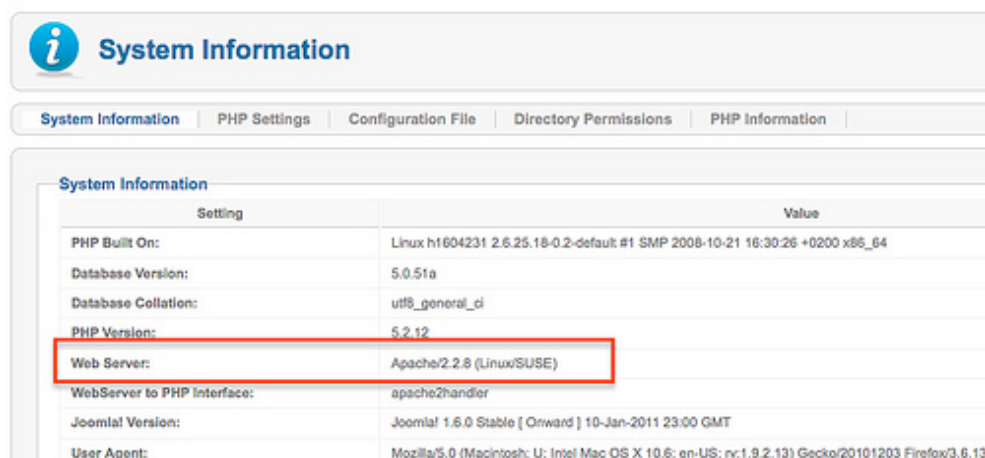 System Information
System Information PHP Settings Configuration File Directory Permissions PHP Information
System Information
Setting Value
PHP Built On: Linux h1604231 2.6.25.18-0.2-default #1 SMP 2008-10-21 16:30:26 +0200 x86_64
Database Version: 5.0.51a
Database Collation: utf8_general_ci
PHP Version: 5.2.12
Web Server: Apache/2.2.8 (Linux/SUSE)
WebServer to PHP Interface: apache2handler
Joomla! Version: Joomla! 1.6.0 Stable [ Onward ] 10-Jan-2011 23:00 GMT
User Agent: Mozilla/5.0 (Macintosh; U; Intel Mac OS X 10.6; en-US; rv:1.9.2.13) Gecko/20101203 Firefox/3.6.13